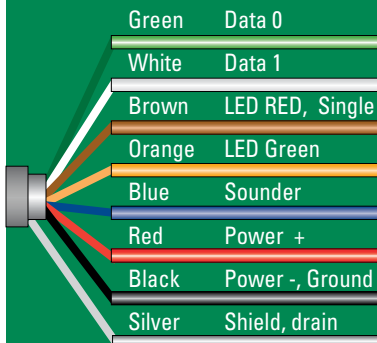 Green Data 0
White Data 1
Brown LED RED, Single
Orange LED Green
Blue Sounder
Red Power +
Black Power -, Ground
Silver Shield, drain